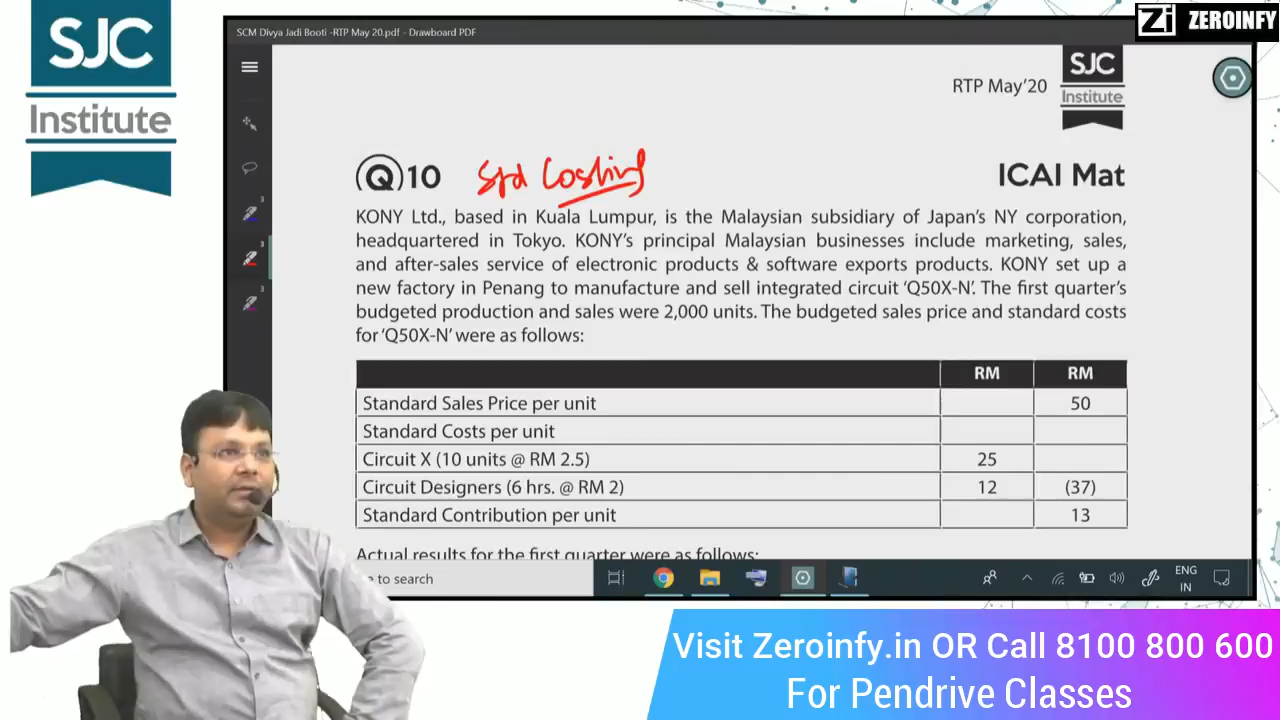 SJC
Institute
Zi ZEROINFY
SCM Divya Jadi Booti -RTP May 20.pdf - Drawboard PDF
RTP May'20
SJC
Institute
Q 10 Std Costing ICAI Mat
KONY Ltd., based in Kuala Lumpur, is the Malaysian subsidiary of Japan's NY corporation,
headquartered in Tokyo. KONY's principal Malaysian businesses include marketing, sales,
and after-sales service of electronic products & software exports products. KONY set up a
new factory in Penang to manufacture and sell integrated circuit 'Q50X-N'. The first quarter's
budgeted production and sales were 2,000 units. The budgeted sales price and standard costs
for 'Q50X-N' were as follows:
RM RM
Standard Sales Price per unit 50
Standard Costs per unit
Circuit X (10 units @ RM 2.5) 25
Circuit Designers (6 hrs. @ RM 2) 12 (37)
Standard Contribution per unit 13
Actual results for the first quarter were as follows:
3
3
3
e to search
ENG
IN
Visit Zeroinfy.in OR Call 8100 800 600
For Pendrive Classes